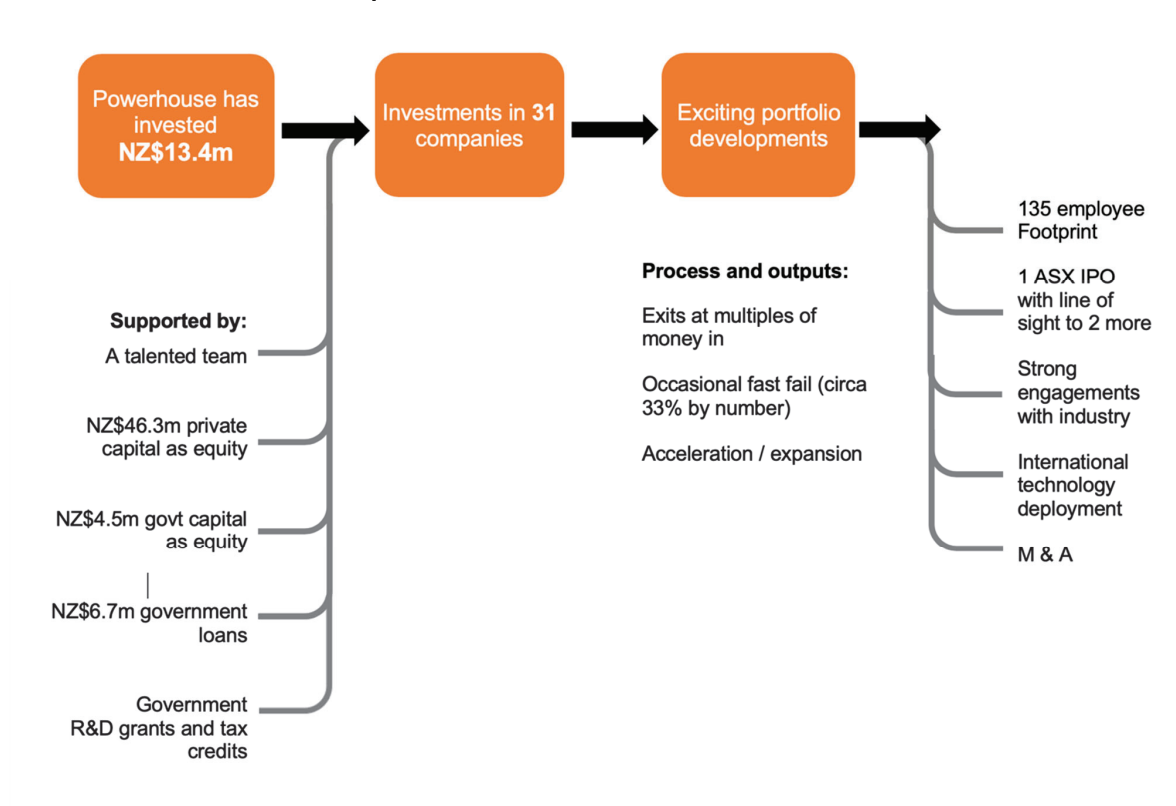 Powerhouse has
invested
NZ$13.4m
Investments in 31
companies
Exciting portfolio
developments
Supported by:
A talented team
NZ$46.3m private
capital as equity
NZ$4.5m govt capital
as equity
NZ$6.7m government
loans
Government
R&D grants and tax
credits
Process and outputs:
Exits at multiples of
money in
Occasional fast fail (circa
33% by number)
Acceleration / expansion
135 employee
Footprint
1 ASX IPO
with line of
sight to 2 more
Strong
engagements
with industry
International
technology
deployment
M & A